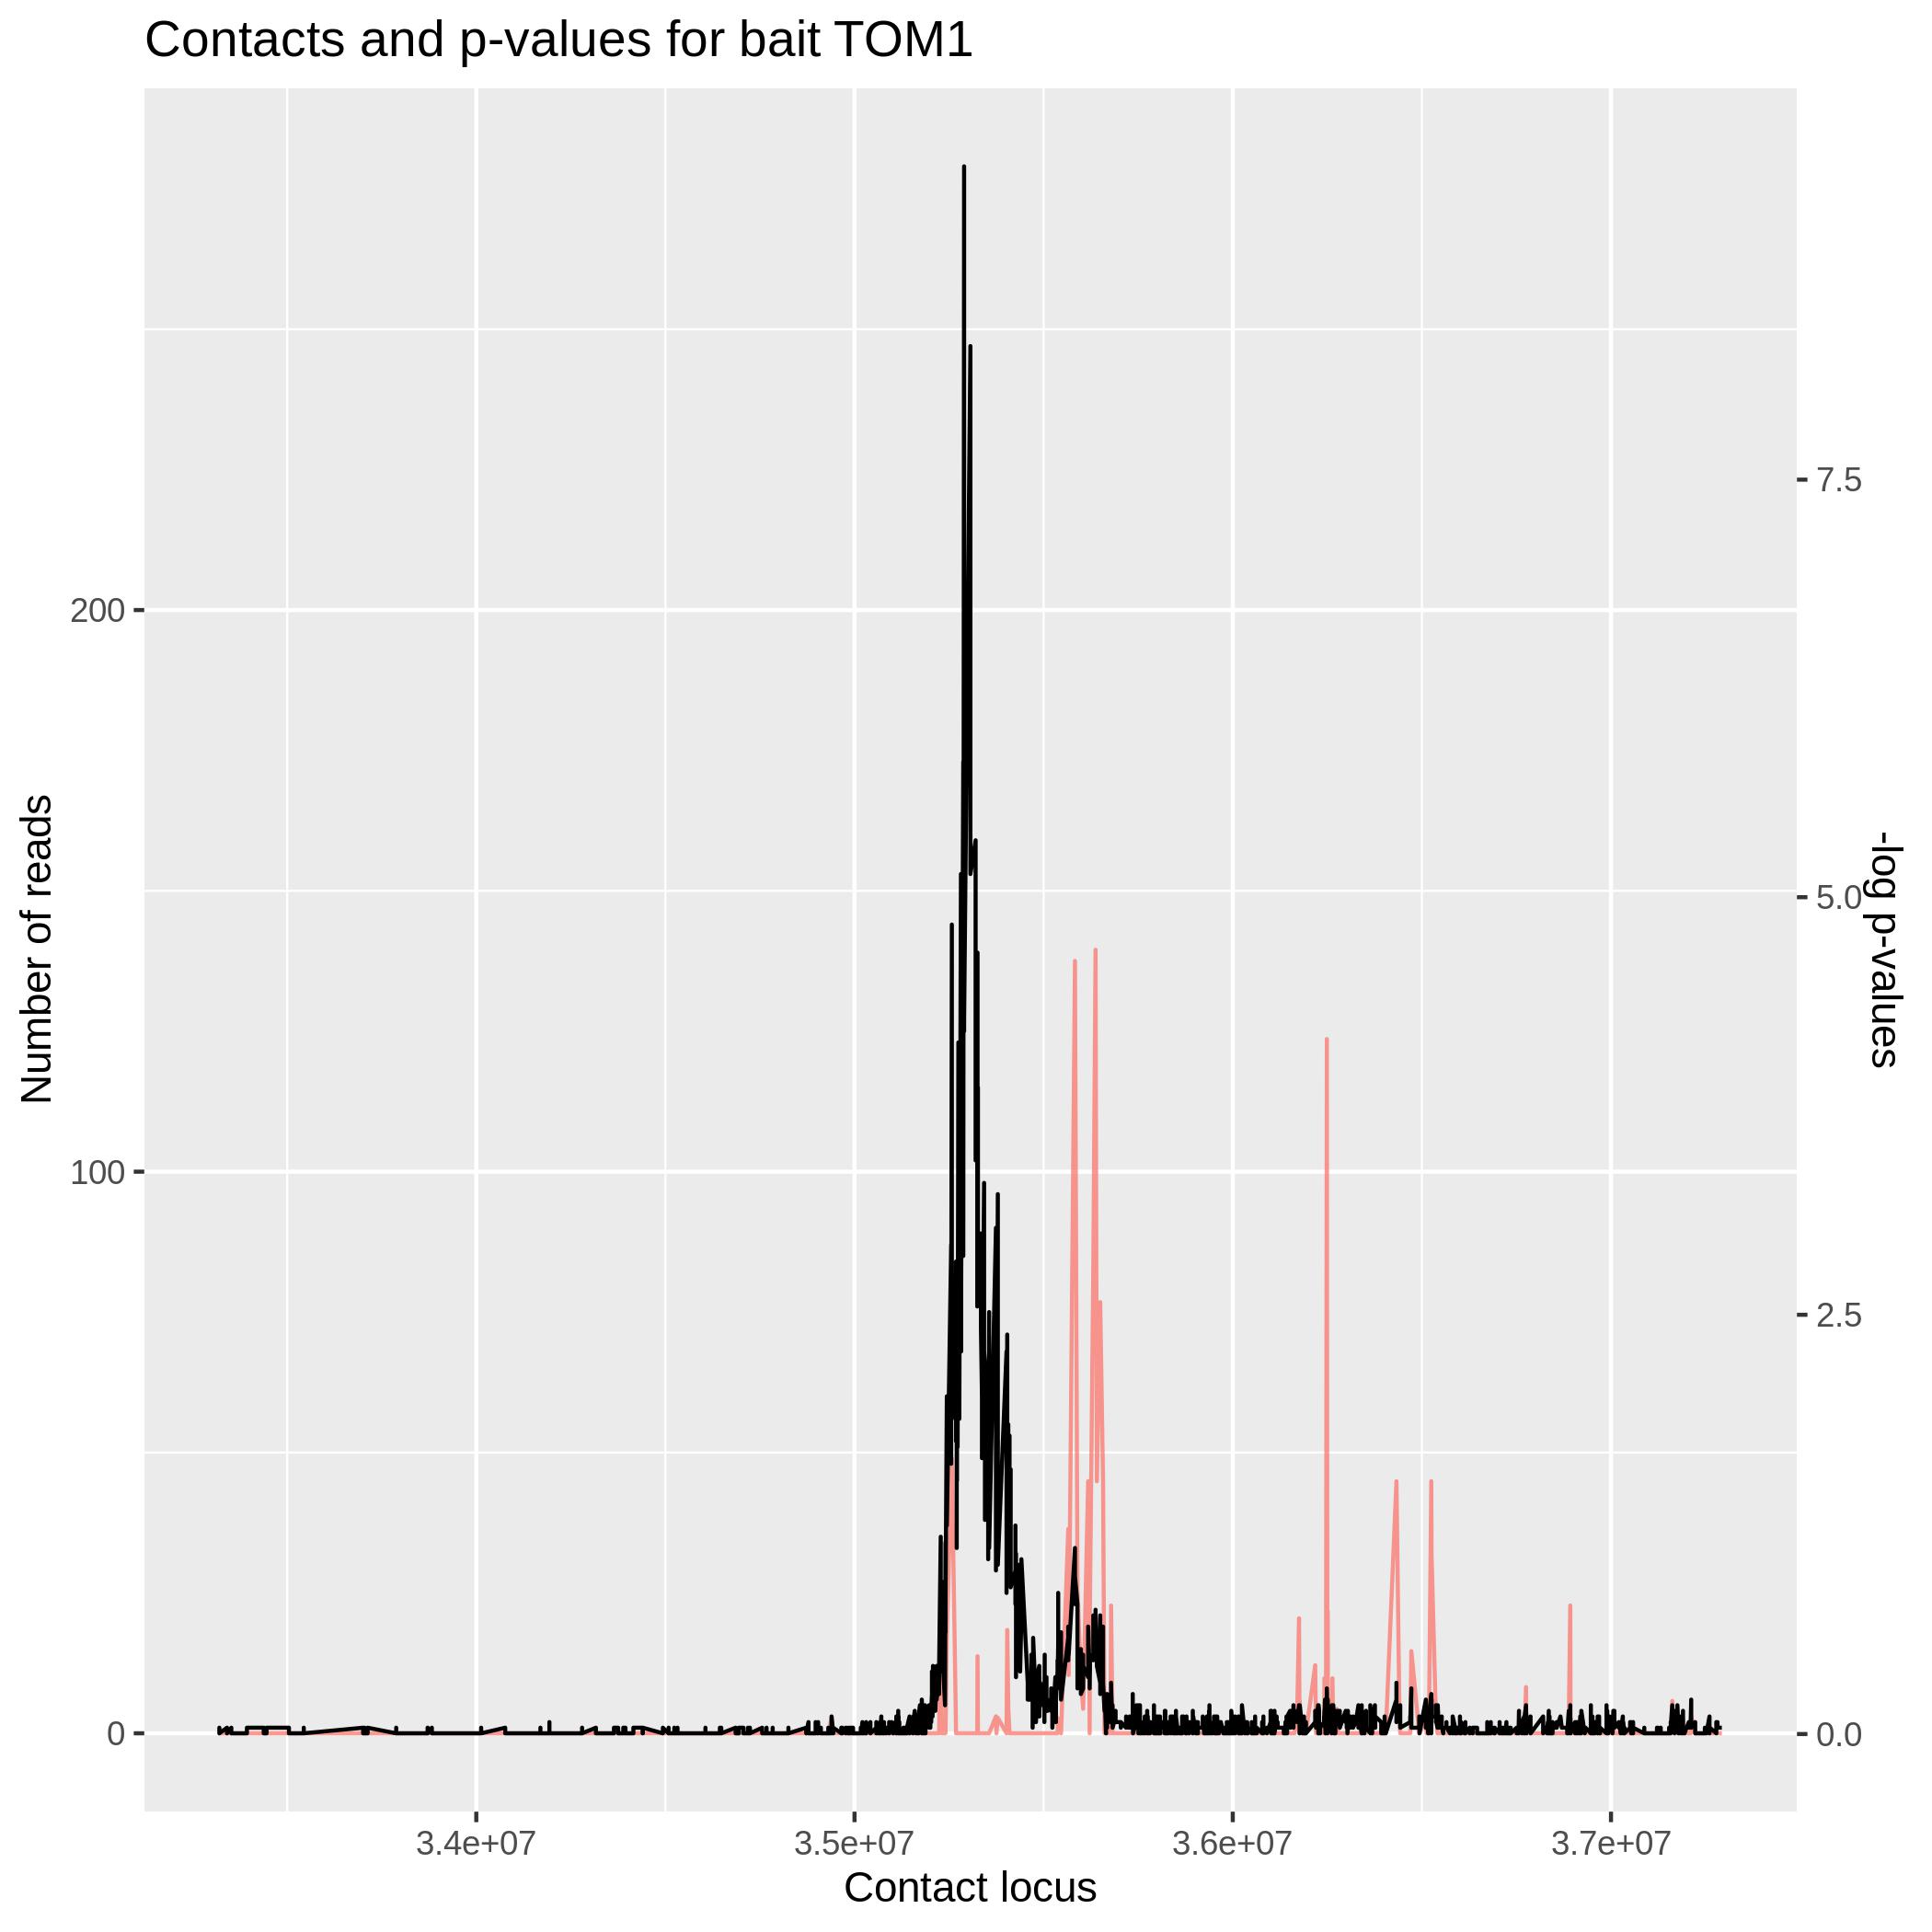 Contacts and p-values for bait TOM1
Number of reads
200
100
0
7.5
5.0
2.5
0.0
-log p-values
3.4e+07
3.5e+07
3.6e+07
3.7e+07
Contact locus